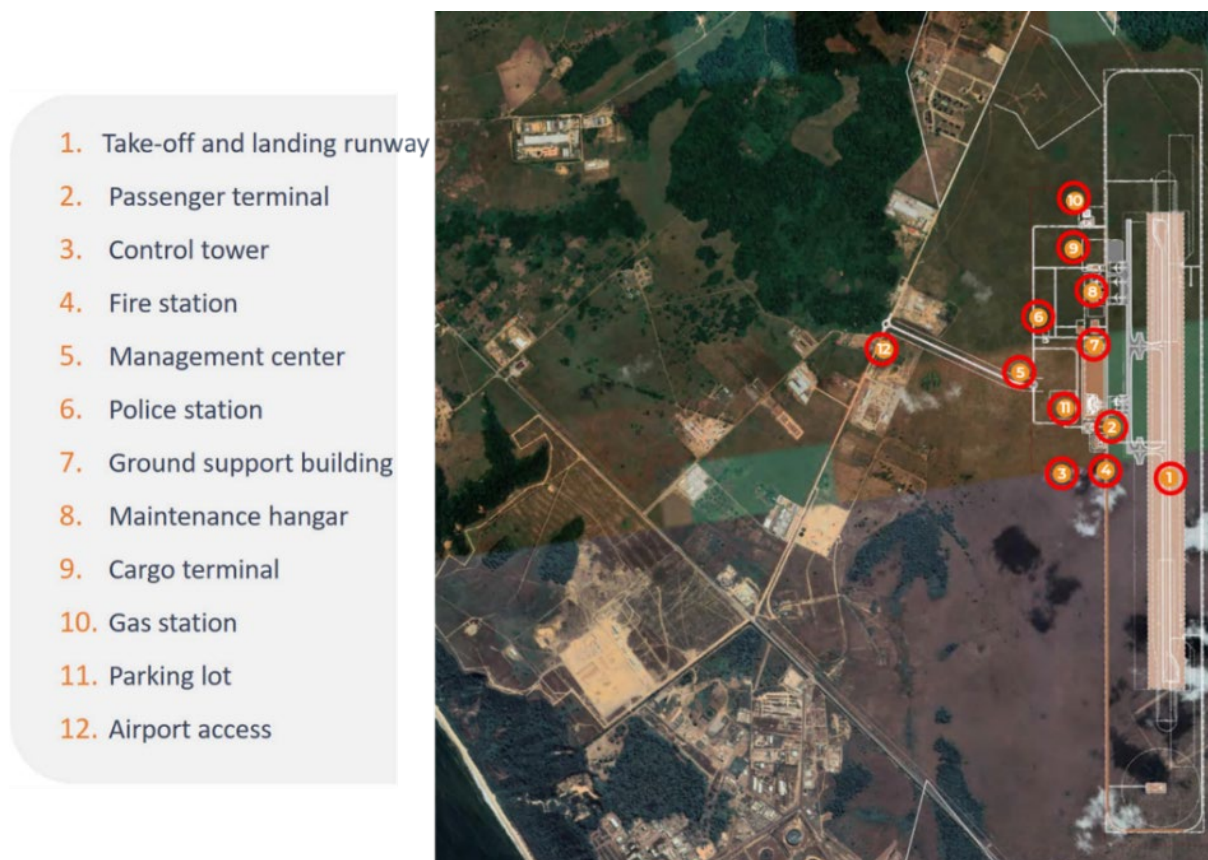 1. Take-off and landing runway
2. Passenger terminal
3. Control tower
4. Fire station
5. Management center
6. Police station
7. Ground support building
8. Maintenance hangar
9. Cargo terminal
10. Gas station
11. Parking lot
12. Airport access
10
9
8
6
7
12
5
11
2
3
4
1